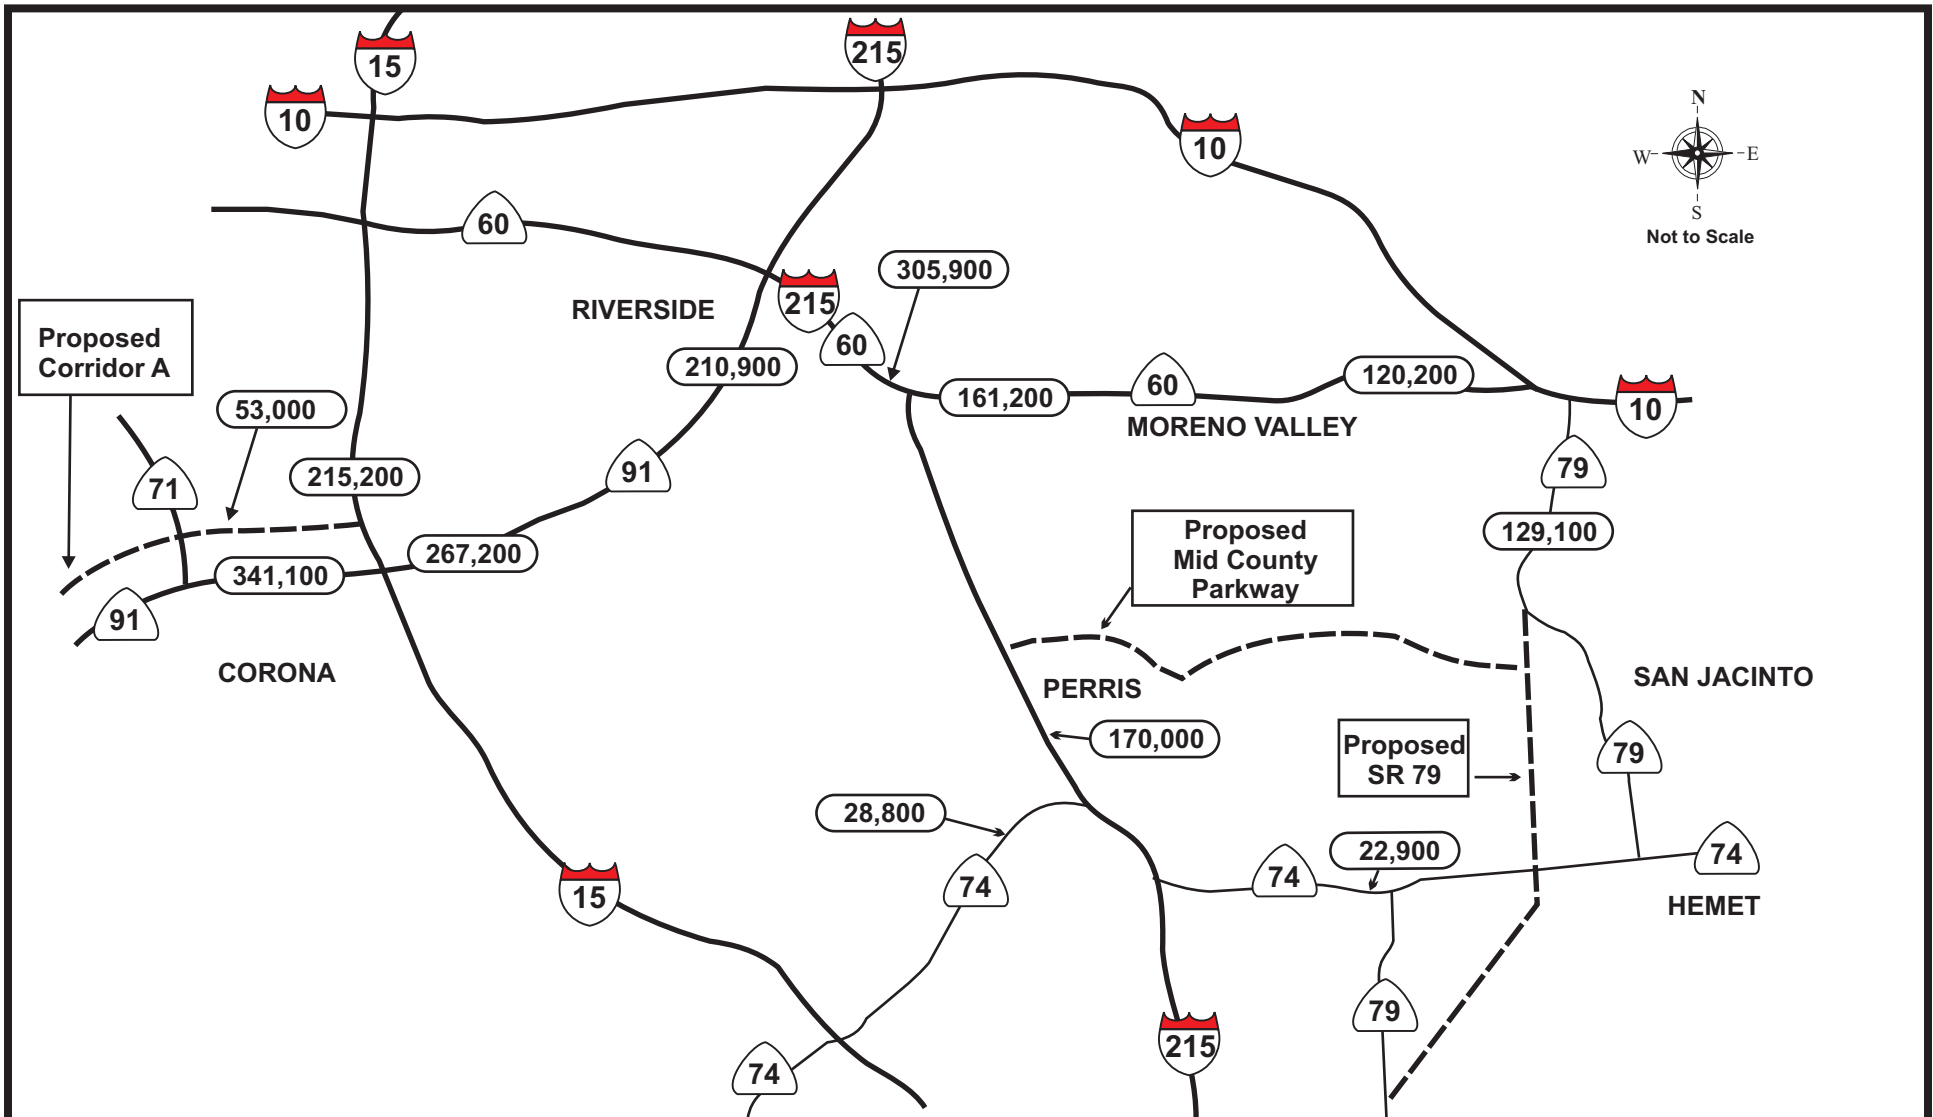 15
215
10
10
N
W
E
S
Not to Scale
60
305,900
215
RIVERSIDE
60
Proposed
Corridor A
210,900
120,200
60
161,200
10
53,000
MORENO VALLEY
79
91
215,200
71
Proposed
Mid County
Parkway
129,100
267,200
341,100
91
CORONA
PERRIS
SAN JACINTO
170,000
Proposed
SR 79
79
28,800
22,900
74
74
74
15
HEMET
79
215
74